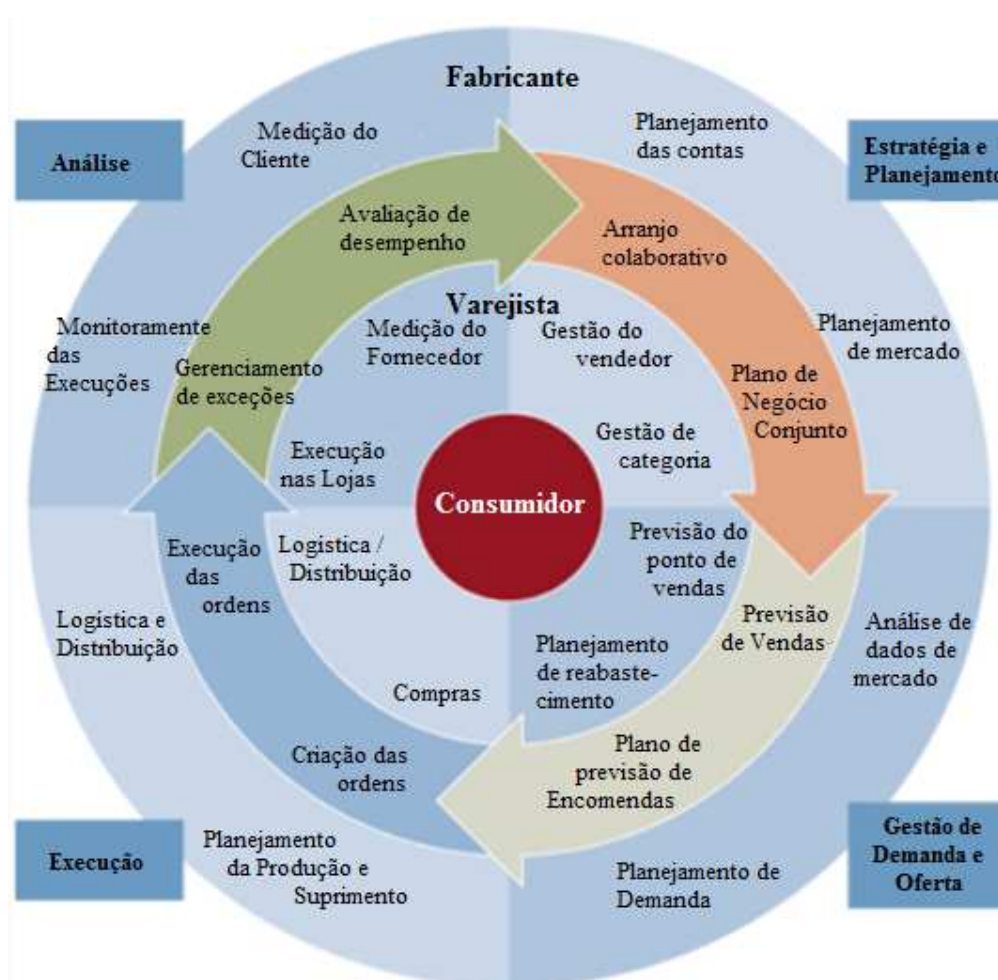 Fabricante
Medição do
Cliente
Planejamento
das contas
Análise
Estratégia e
Planejamento
Avaliação de
desempenho
Arranjo
colaborativo
Varejista
Monitoramente
das
Execuções
Medição do
Fornecedor
Gestão do
vendedor
Planejamento
de mercado
Gerenciamento
de exceções
Plano de
Negócio
Conjunto
Execução
nas Lojas
Gestão de
categoria
Consumidor
Execução
das
ordens
Logística /
Distribuição
Previsão do
ponto de
vendas
Logística e
Distribuição
Previsão
de Vendas
Análise de
dados de
mercado
Compras
Planejamento
de reabaste-
cimento
Criação das
ordens
Plano de
previsão de
Encomendas
Execução
Planejamento
da Produção e
Suprimento
Planejamento de
Demanda
Gestão de
Demanda e
Oferta